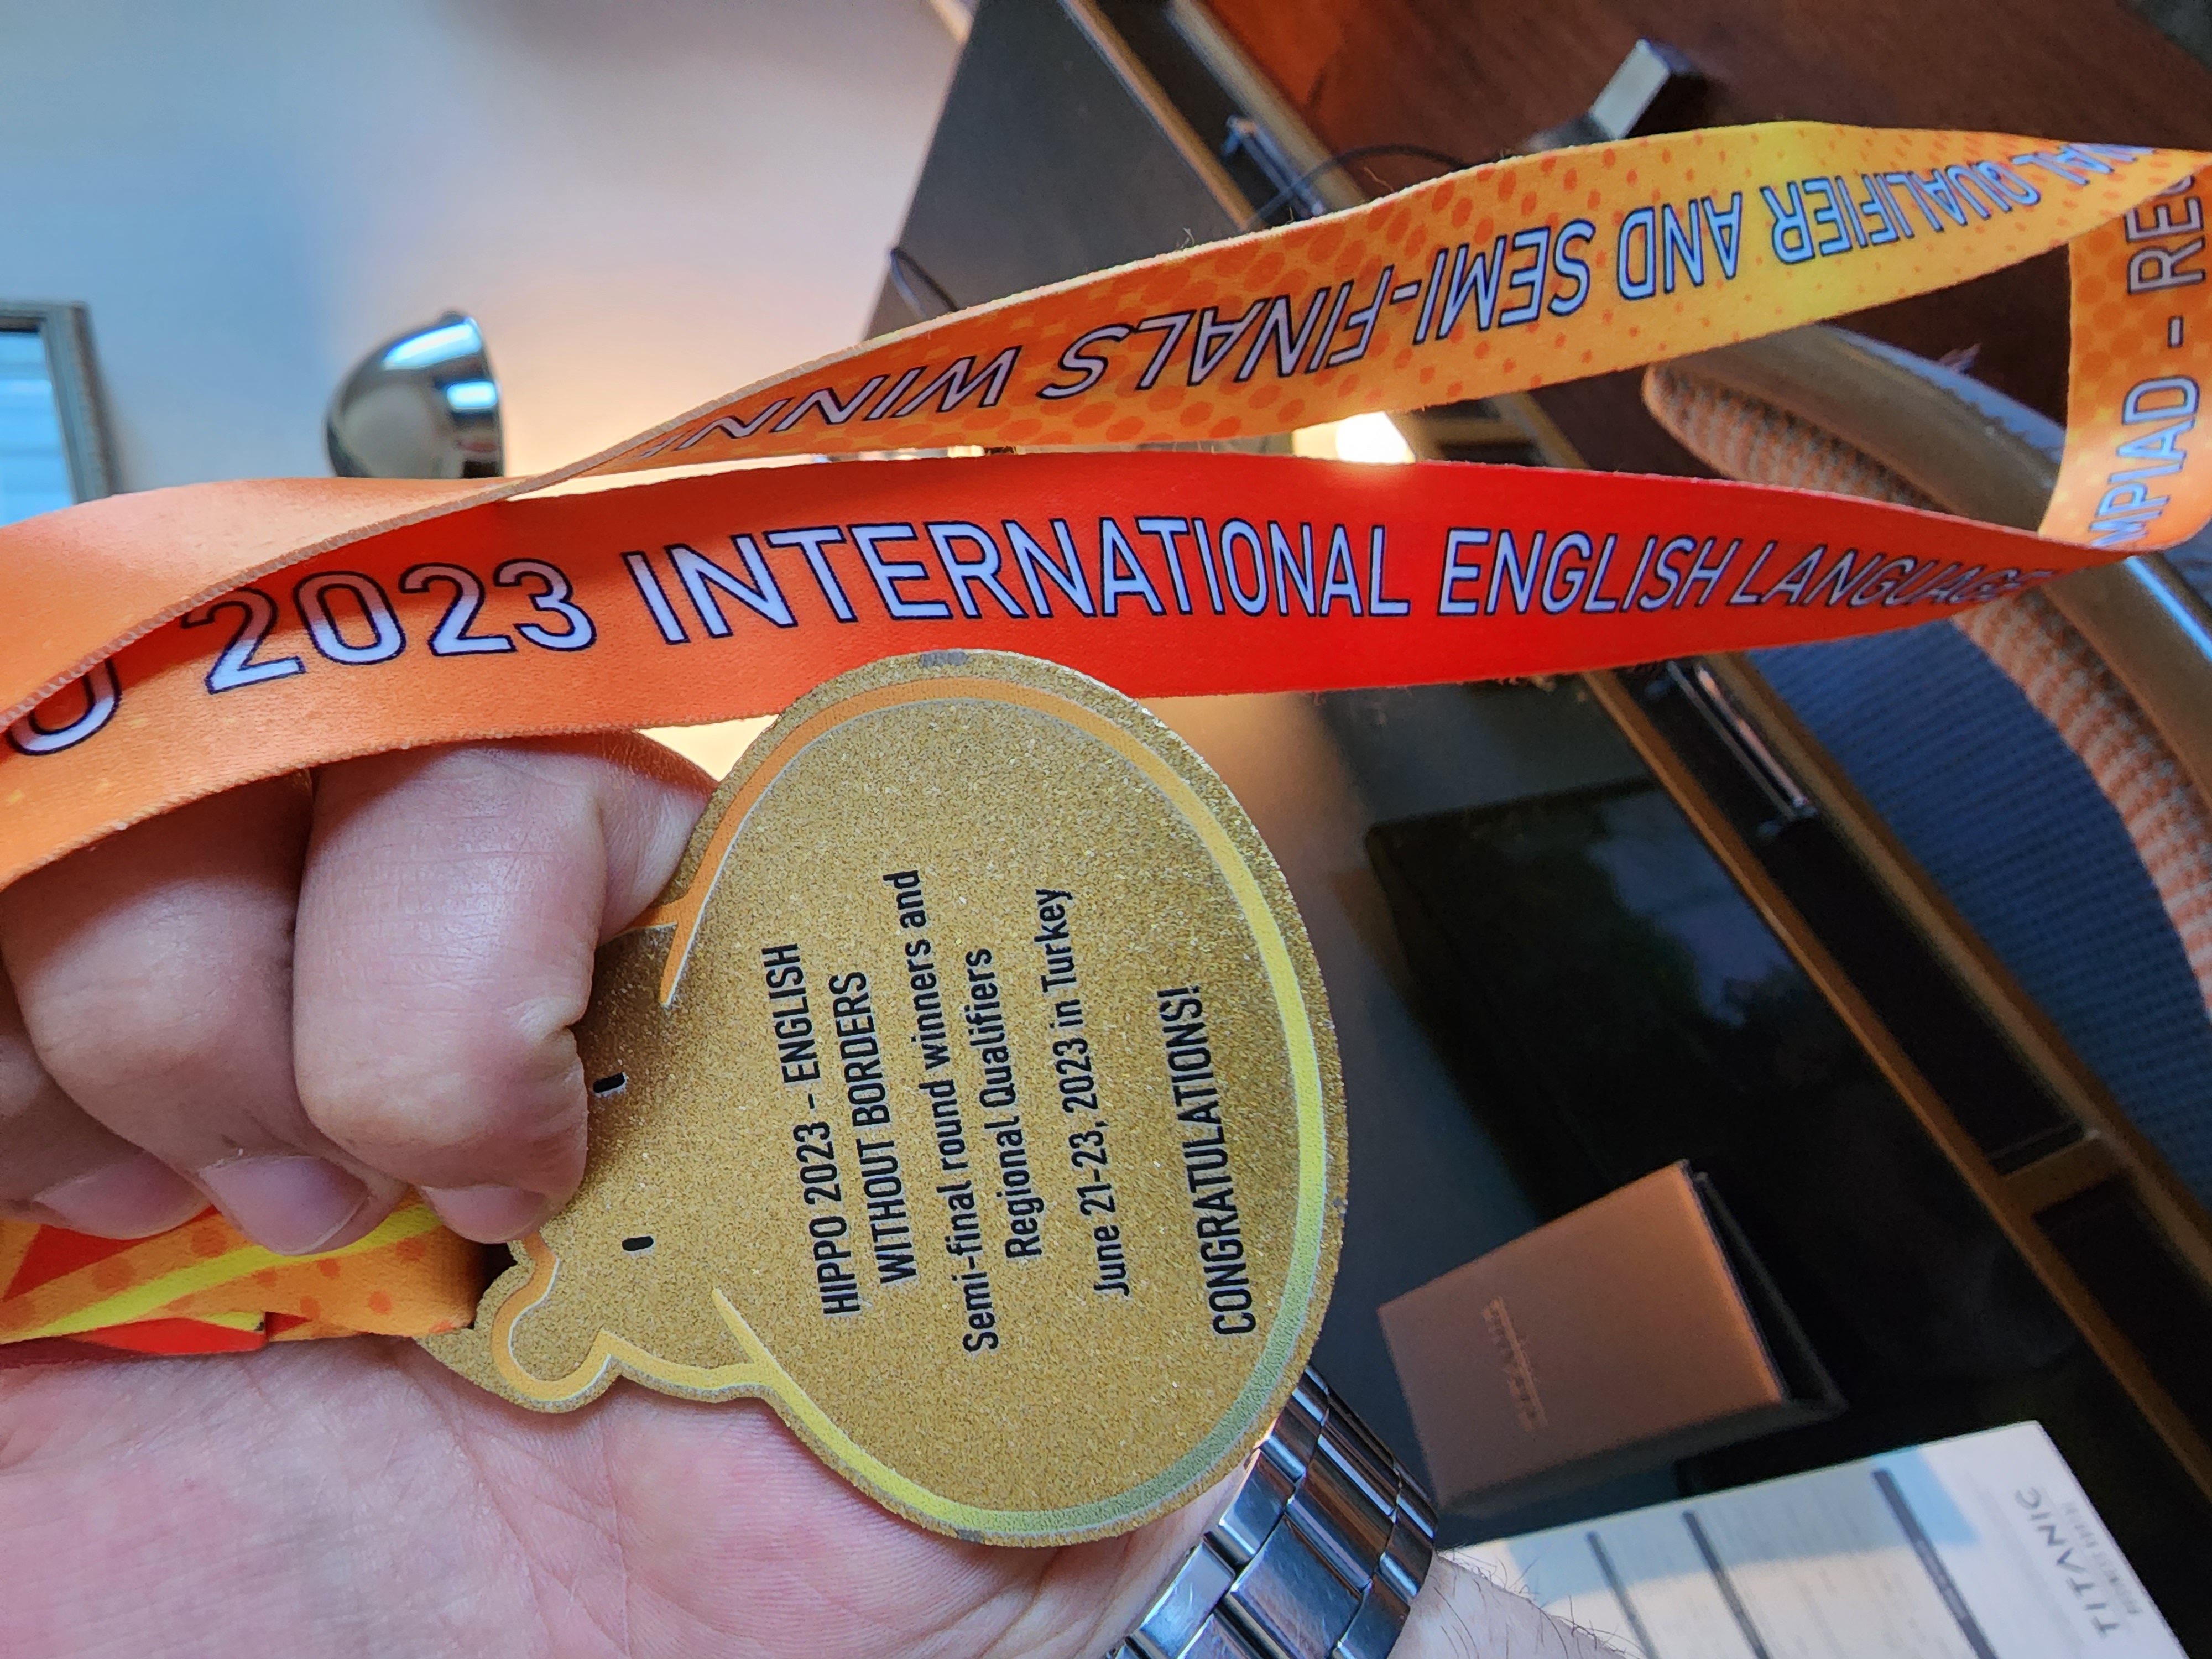 HIPPO 2023 - ENGLISH
WITHOUT BORDERS
Semi-final round winners and
Regional Qualifiers
June 21-23, 2023 in Turkey
CONGRATULATIONS!
O 2023 INTERNATIONAL ENGLISH LANGUAGE
MPIAD - REG
QUALIFIER AND SEMI-FINALS WINN
TITANIC